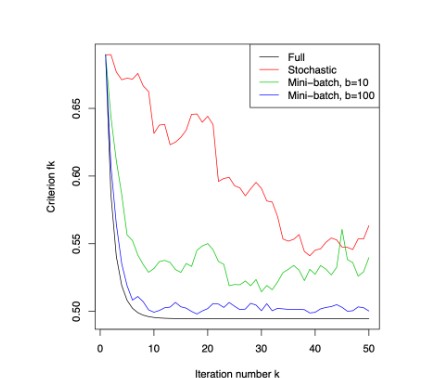 Full
Stochastic
Mini−batch, b=10
Mini−batch, b=100
Criterion fk
0.65
0.60
0.55
0.50
0 10 20 30 40 50
Iteration number k